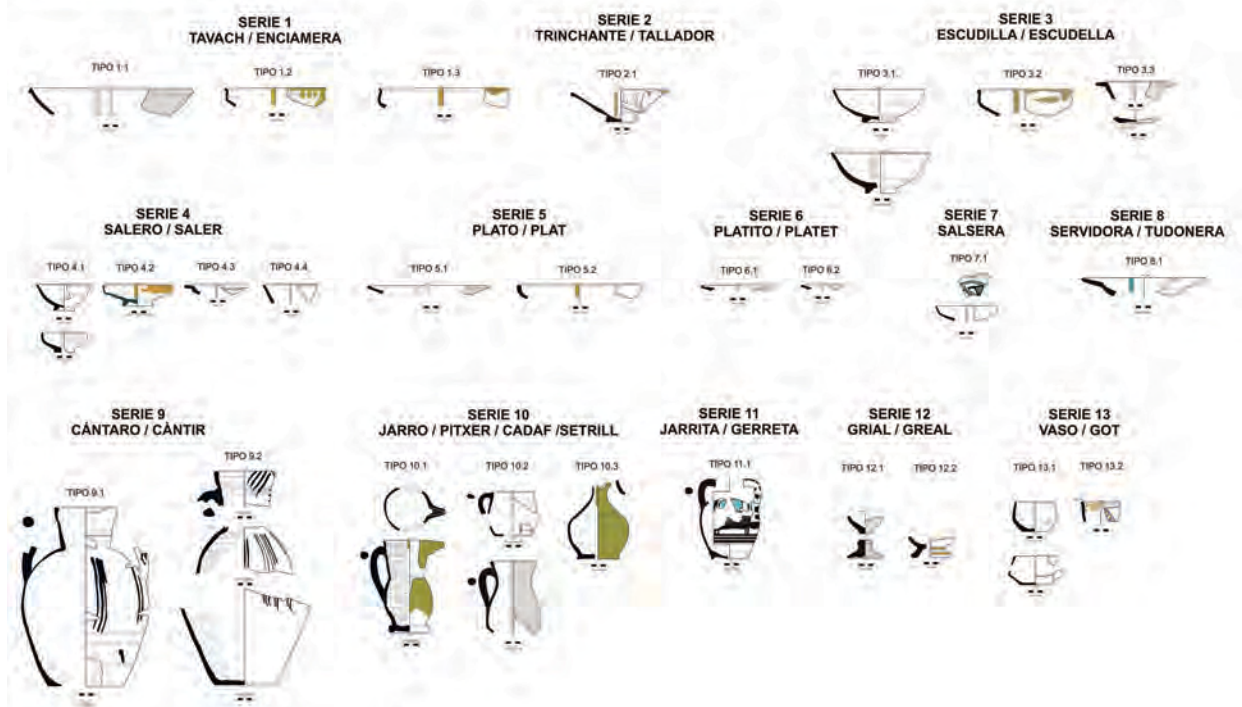 SERIE 1
TAVACH / ENCIAMERA
SERIE 2
TRINCHANTE / TALLADOR
SERIE 3
ESCUDILLA / ESCUDELLA
TIPO 1.1
TIPO 1.2
TIPO 1.3
TIPO 2.1
TIPO 3.1
TIPO 3.2
TIPO 3.3
SERIE 4
SALERO / SALER
SERIE 5
PLATO / PLAT
SERIE 6
PLATITO / PLATET
SERIE 7
SALSERA
SERIE 8
SERVIDORA / TUDONERA
TIPO 4.1
TIPO 4.2
TIPO 4.3
TIPO 4.4
TIPO 5.1
TIPO 5.2
TIPO 6.1
TIPO 6.2
TIPO 7.1
TIPO 8.1
SERIE 9
CÁNTARO / CÀNTIR
SERIE 10
JARRO / PITXER / CADAF /SETRILL
SERIE 11
JARRITA / GERRETA
SERIE 12
GRIAL / GREAL
SERIE 13
VASO / GOT
TIPO 9.1
TIPO 9.2
TIPO 10.1
TIPO 10.2
TIPO 10.3
TIPO 11.1
TIPO 12.1
TIPO 12.2
TIPO 13.1
TIPO 13.2